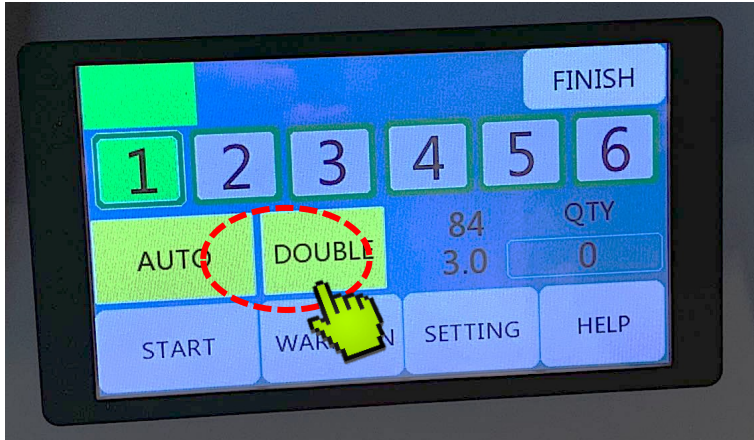 FINISH
1 2 3 4 5 6
AUTO DOUBLE 84 QTY
3.0 0
START SETTING HELP